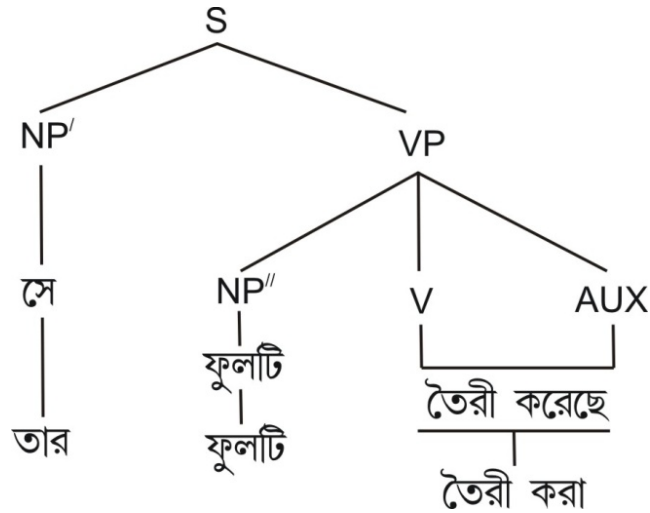 S
NP/ VP
সে NP// V AUX
ফুলটি
তৈরী করেছে
তার ফুলটি
তৈরী করা